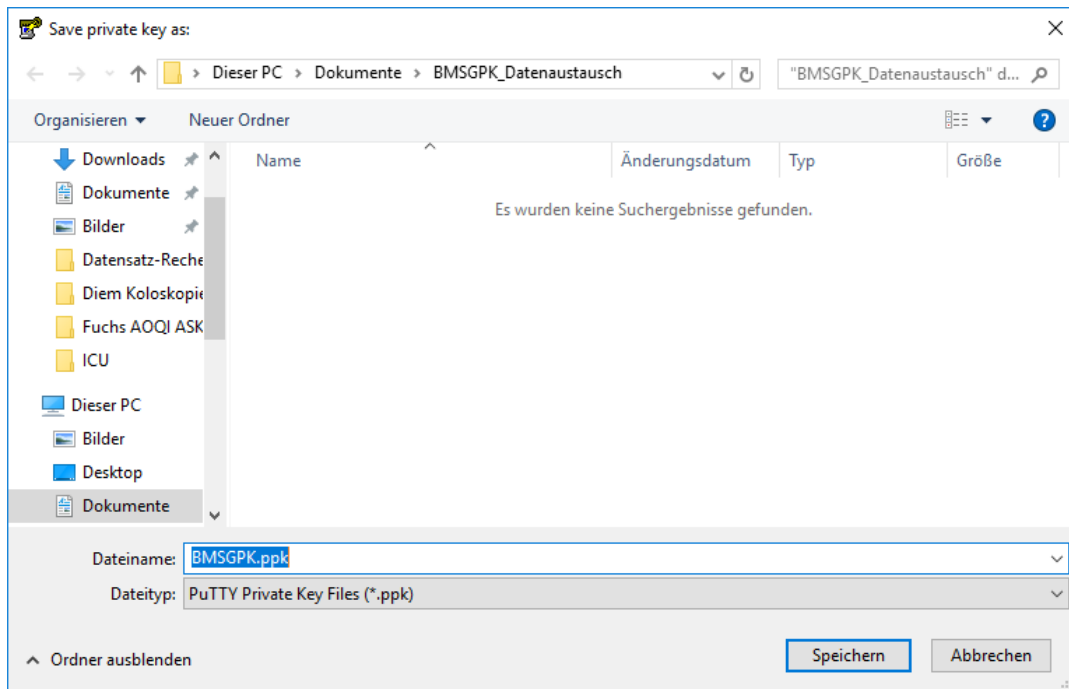 Save private key as:
Dieser PC > Dokumente > BMSGPK_Datenaustausch
"BMSGPK_Datenaustausch" d...
Organisieren
Neuer Ordner
Name
Änderungsdatum
Typ
Größe
Es wurden keine Suchergebnisse gefunden.
Downloads
Dokumente
Bilder
Datensatz-Reche
Diem Koloskopie
Fuchs AOQI ASK
ICU
Dieser PC
Bilder
Desktop
Dokumente
Dateiname: BMSGPK.ppk
Dateityp: PuTTY Private Key Files (*.ppk)
Ordner ausblenden
Speichern
Abbrechen